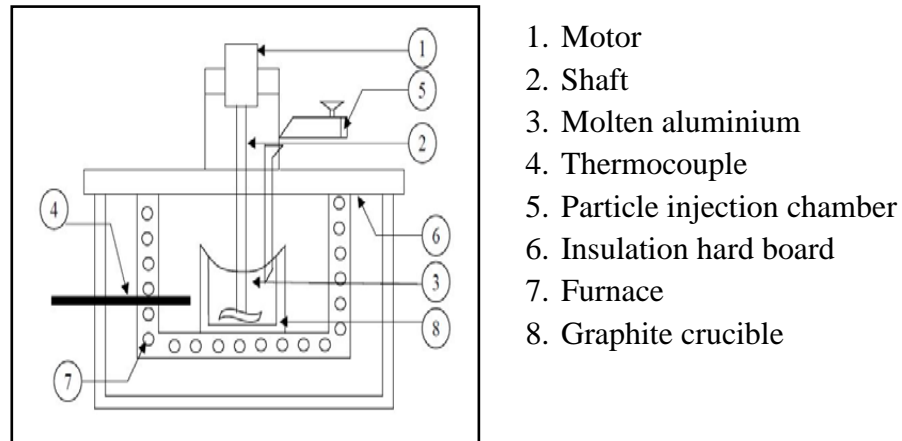 1
5
2
4
6
3
8
7
1. Motor
2. Shaft
3. Molten aluminium
4. Thermocouple
5. Particle injection chamber
6. Insulation hard board
7. Furnace
8. Graphite crucible